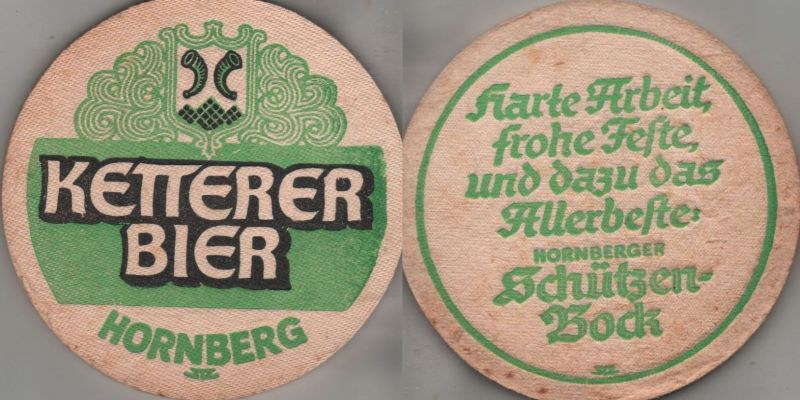 KETTERER
BIER
HORNBERG
Harte Arbeit,
frohe Feste,
und dazu das
Allerbeste:
HORNBERGER
Schützen-
Bock